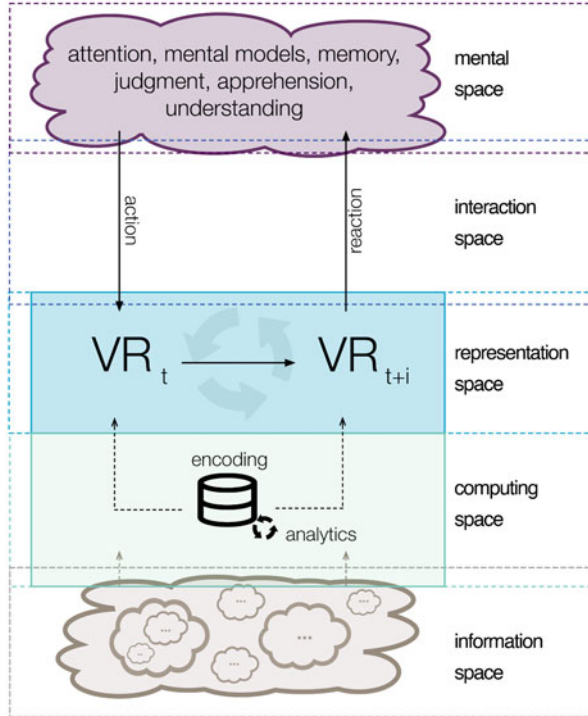 attention, mental models, memory,
judgment, apprehension,
understanding
mental
space
action
reaction
interaction
space
VR t
VR t+i
representation
space
encoding
analytics
computing
space
...
...
...
...
...
...
information
space